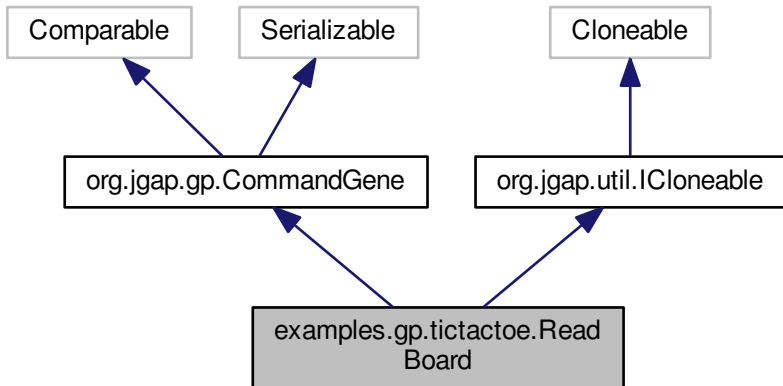 Comparable
Serializable
Cloneable
org.jgap.gp.CommandGene
org.jgap.util.ICloneable
examples.gp.tictactoe.Read
Board